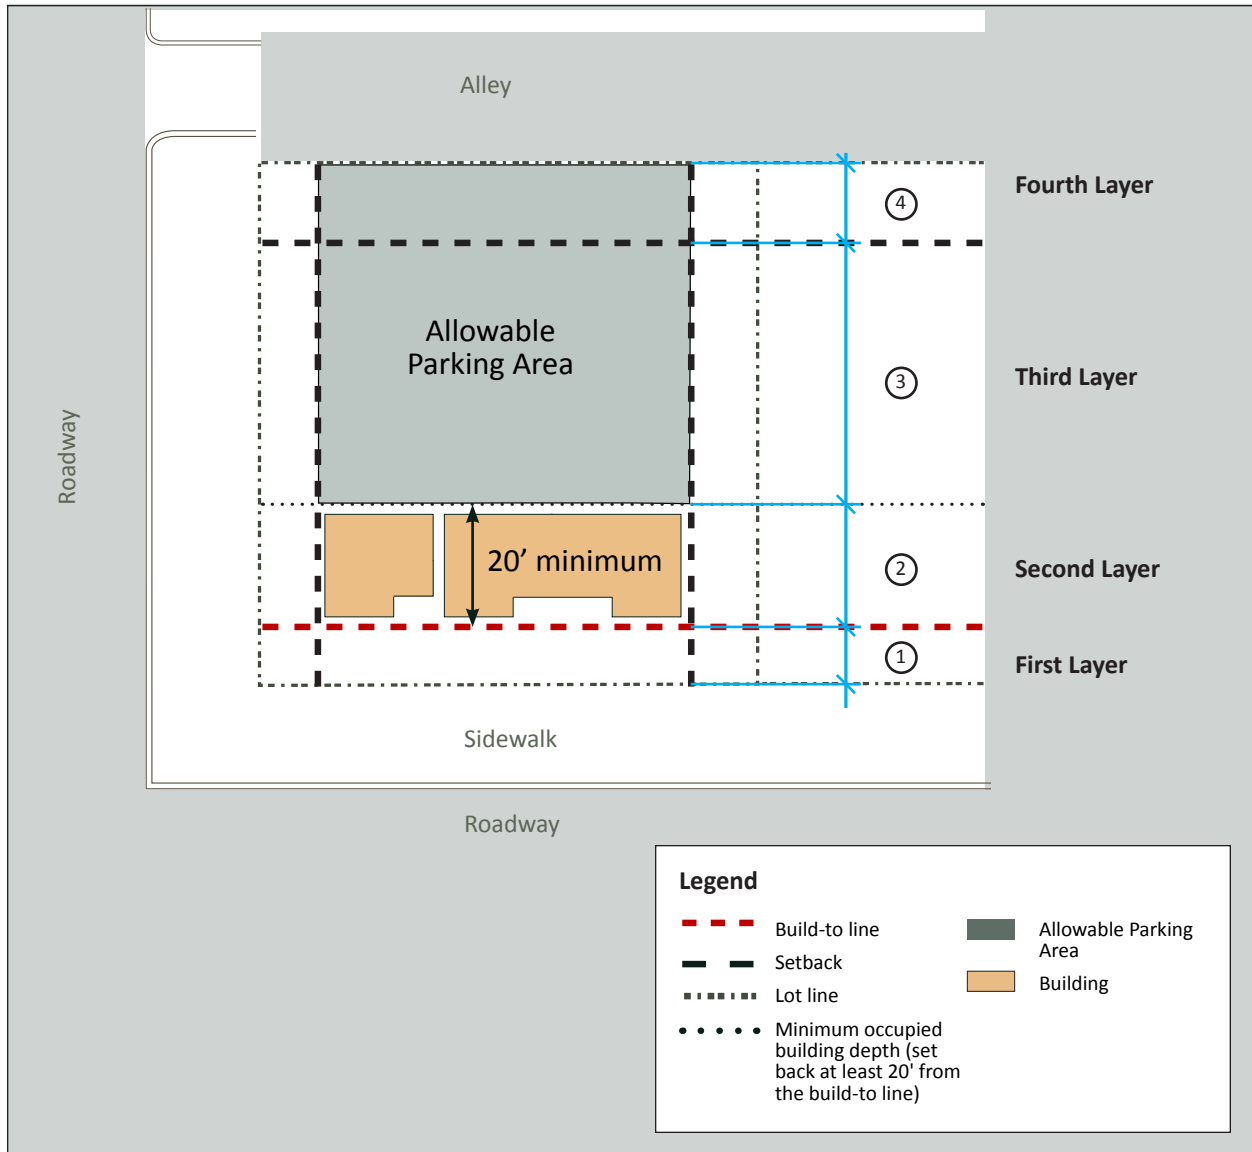 Alley
Fourth Layer
4
Allowable
Parking Area
Third Layer
3
Roadway
20’ minimum
Second Layer
2
First Layer
1
Sidewalk
Roadway
Legend
Build-to line
Setback
Lot line
Minimum occupied
building depth (set
back at least 20' from
the build-to line)
Allowable Parking
Area
Building